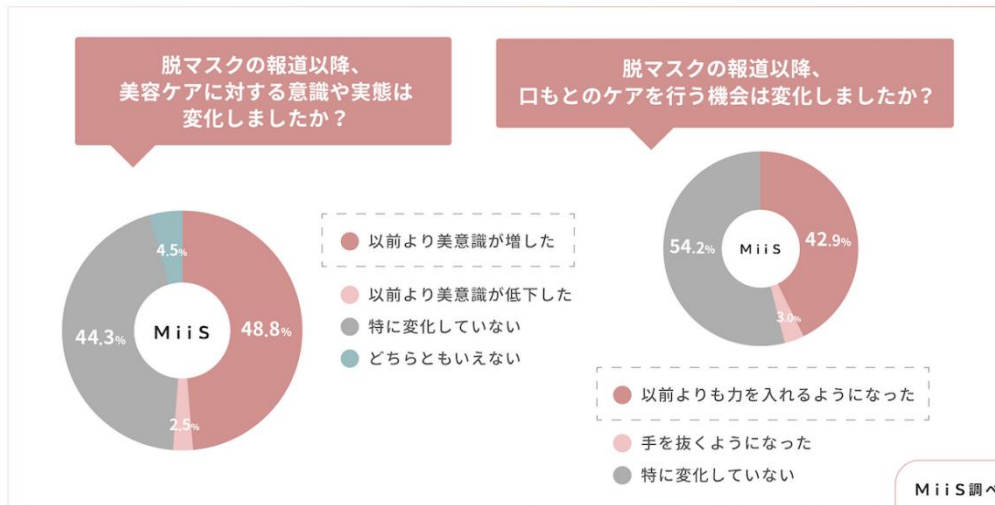 脱マスクの報道以降、
美容ケアに対する意識や実態は
変化しましたか？
脱マスクの報道以降、
口もとのケアを行う機会は変化しましたか？
4.5%
44.3%
MiiS
48.8%
2.5%
以前より美意識が増した
以前より美意識が低下した
特に変化していない
どちらともいえない
54.2%
MiiS
42.9%
3.0%
以前よりも力を入れるようになった
手を抜くようになった
特に変化していない
MiiS調べ